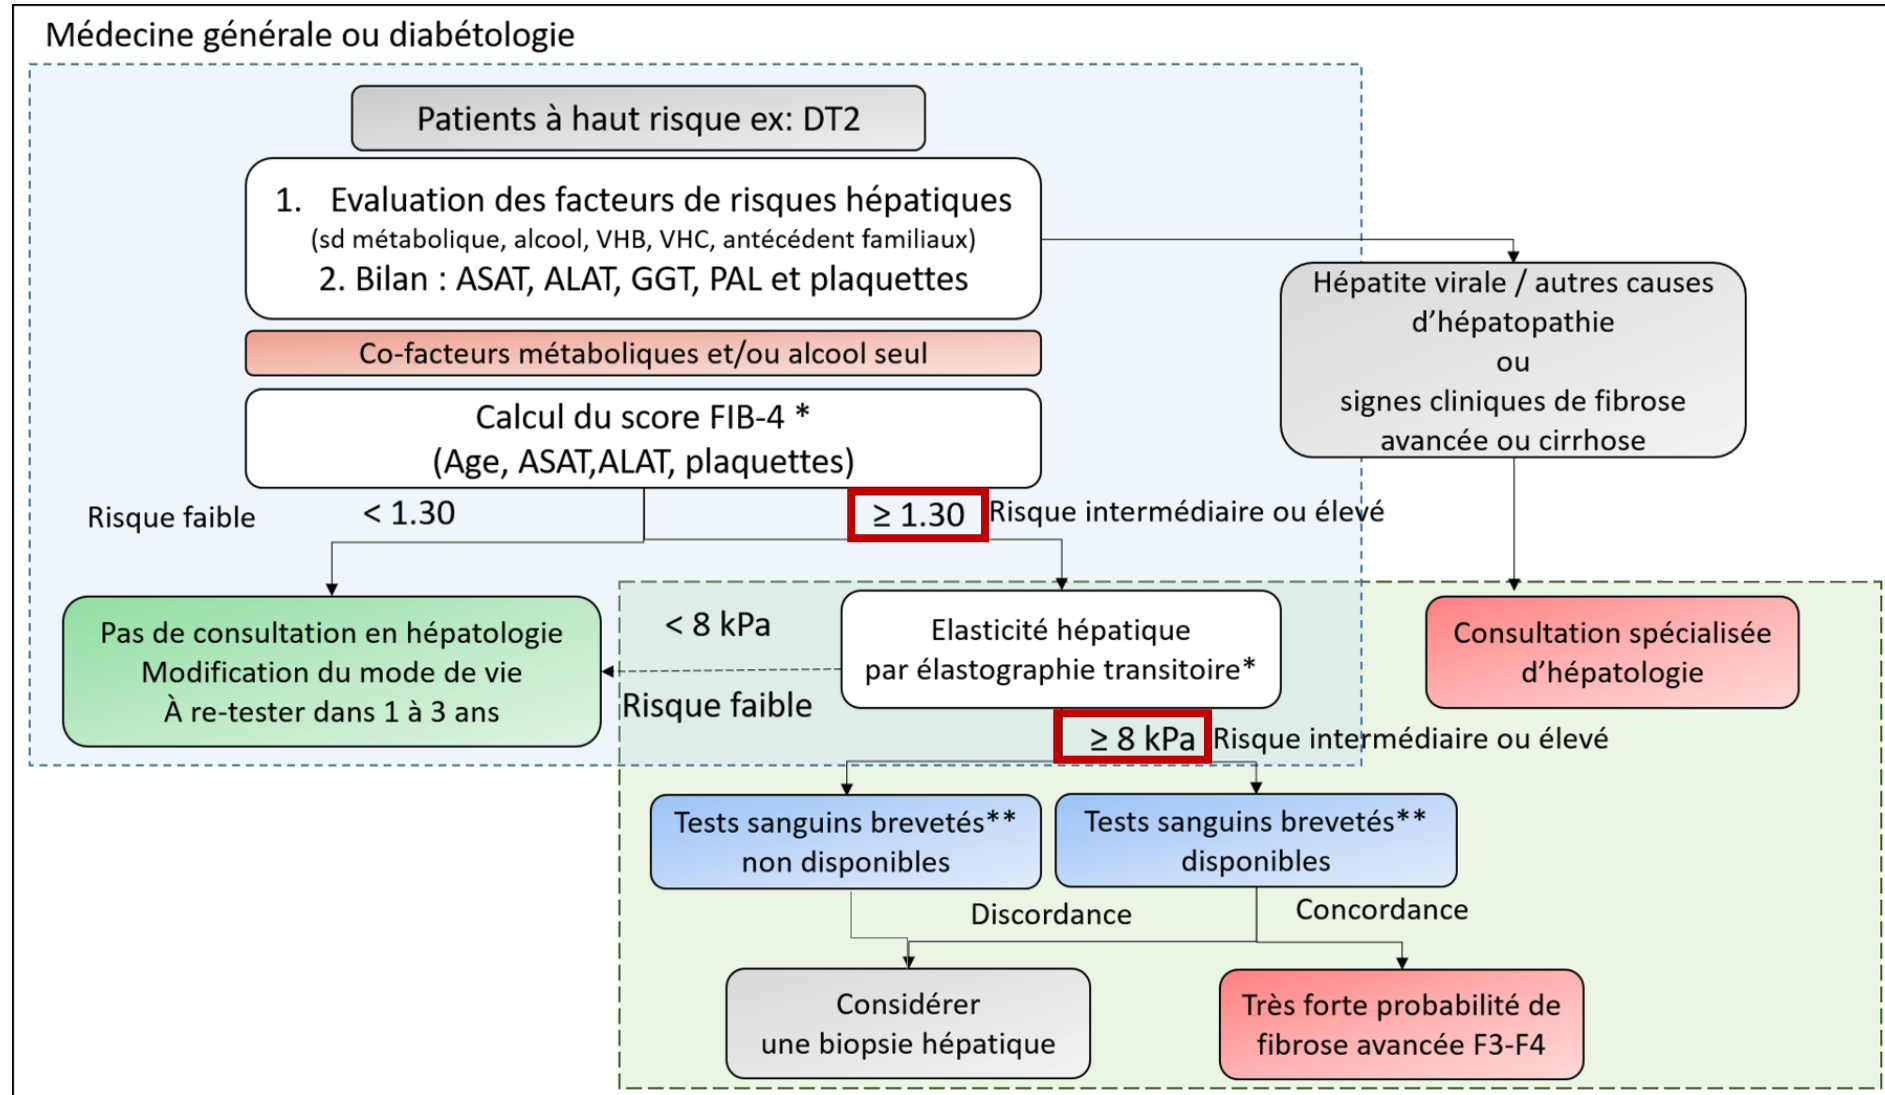 Médecine générale ou diabétologie
Patients à haut risque ex: DT2
1. Evaluation des facteurs de risques hépatiques
(sd métabolique, alcool, VHB, VHC, antécédent familiaux)
2. Bilan : ASAT, ALAT, GGT, PAL et plaquettes
Hépatite virale / autres causes
d’hépatopathie
ou
signes cliniques de fibrose
avancée ou cirrhose
Co-facteurs métaboliques et/ou alcool seul
Calcul du score FIB-4 *
(Age, ASAT,ALAT, plaquettes)
Risque faible
< 1.30
≥ 1.30
Risque intermédiaire ou élevé
Pas de consultation en hépatologie
Modification du mode de vie
À re-tester dans 1 à 3 ans
< 8 kPa
Risque faible
Elasticité hépatique
par élastographie transitoire*
Consultation spécialisée
d’hépatologie
≥ 8 kPa
Risque intermédiaire ou élevé
Tests sanguins brevetés**
non disponibles
Tests sanguins brevetés**
disponibles
Discordance
Concordance
Considérer
une biopsie hépatique
Très forte probabilité de
fibrose avancée F3-F4